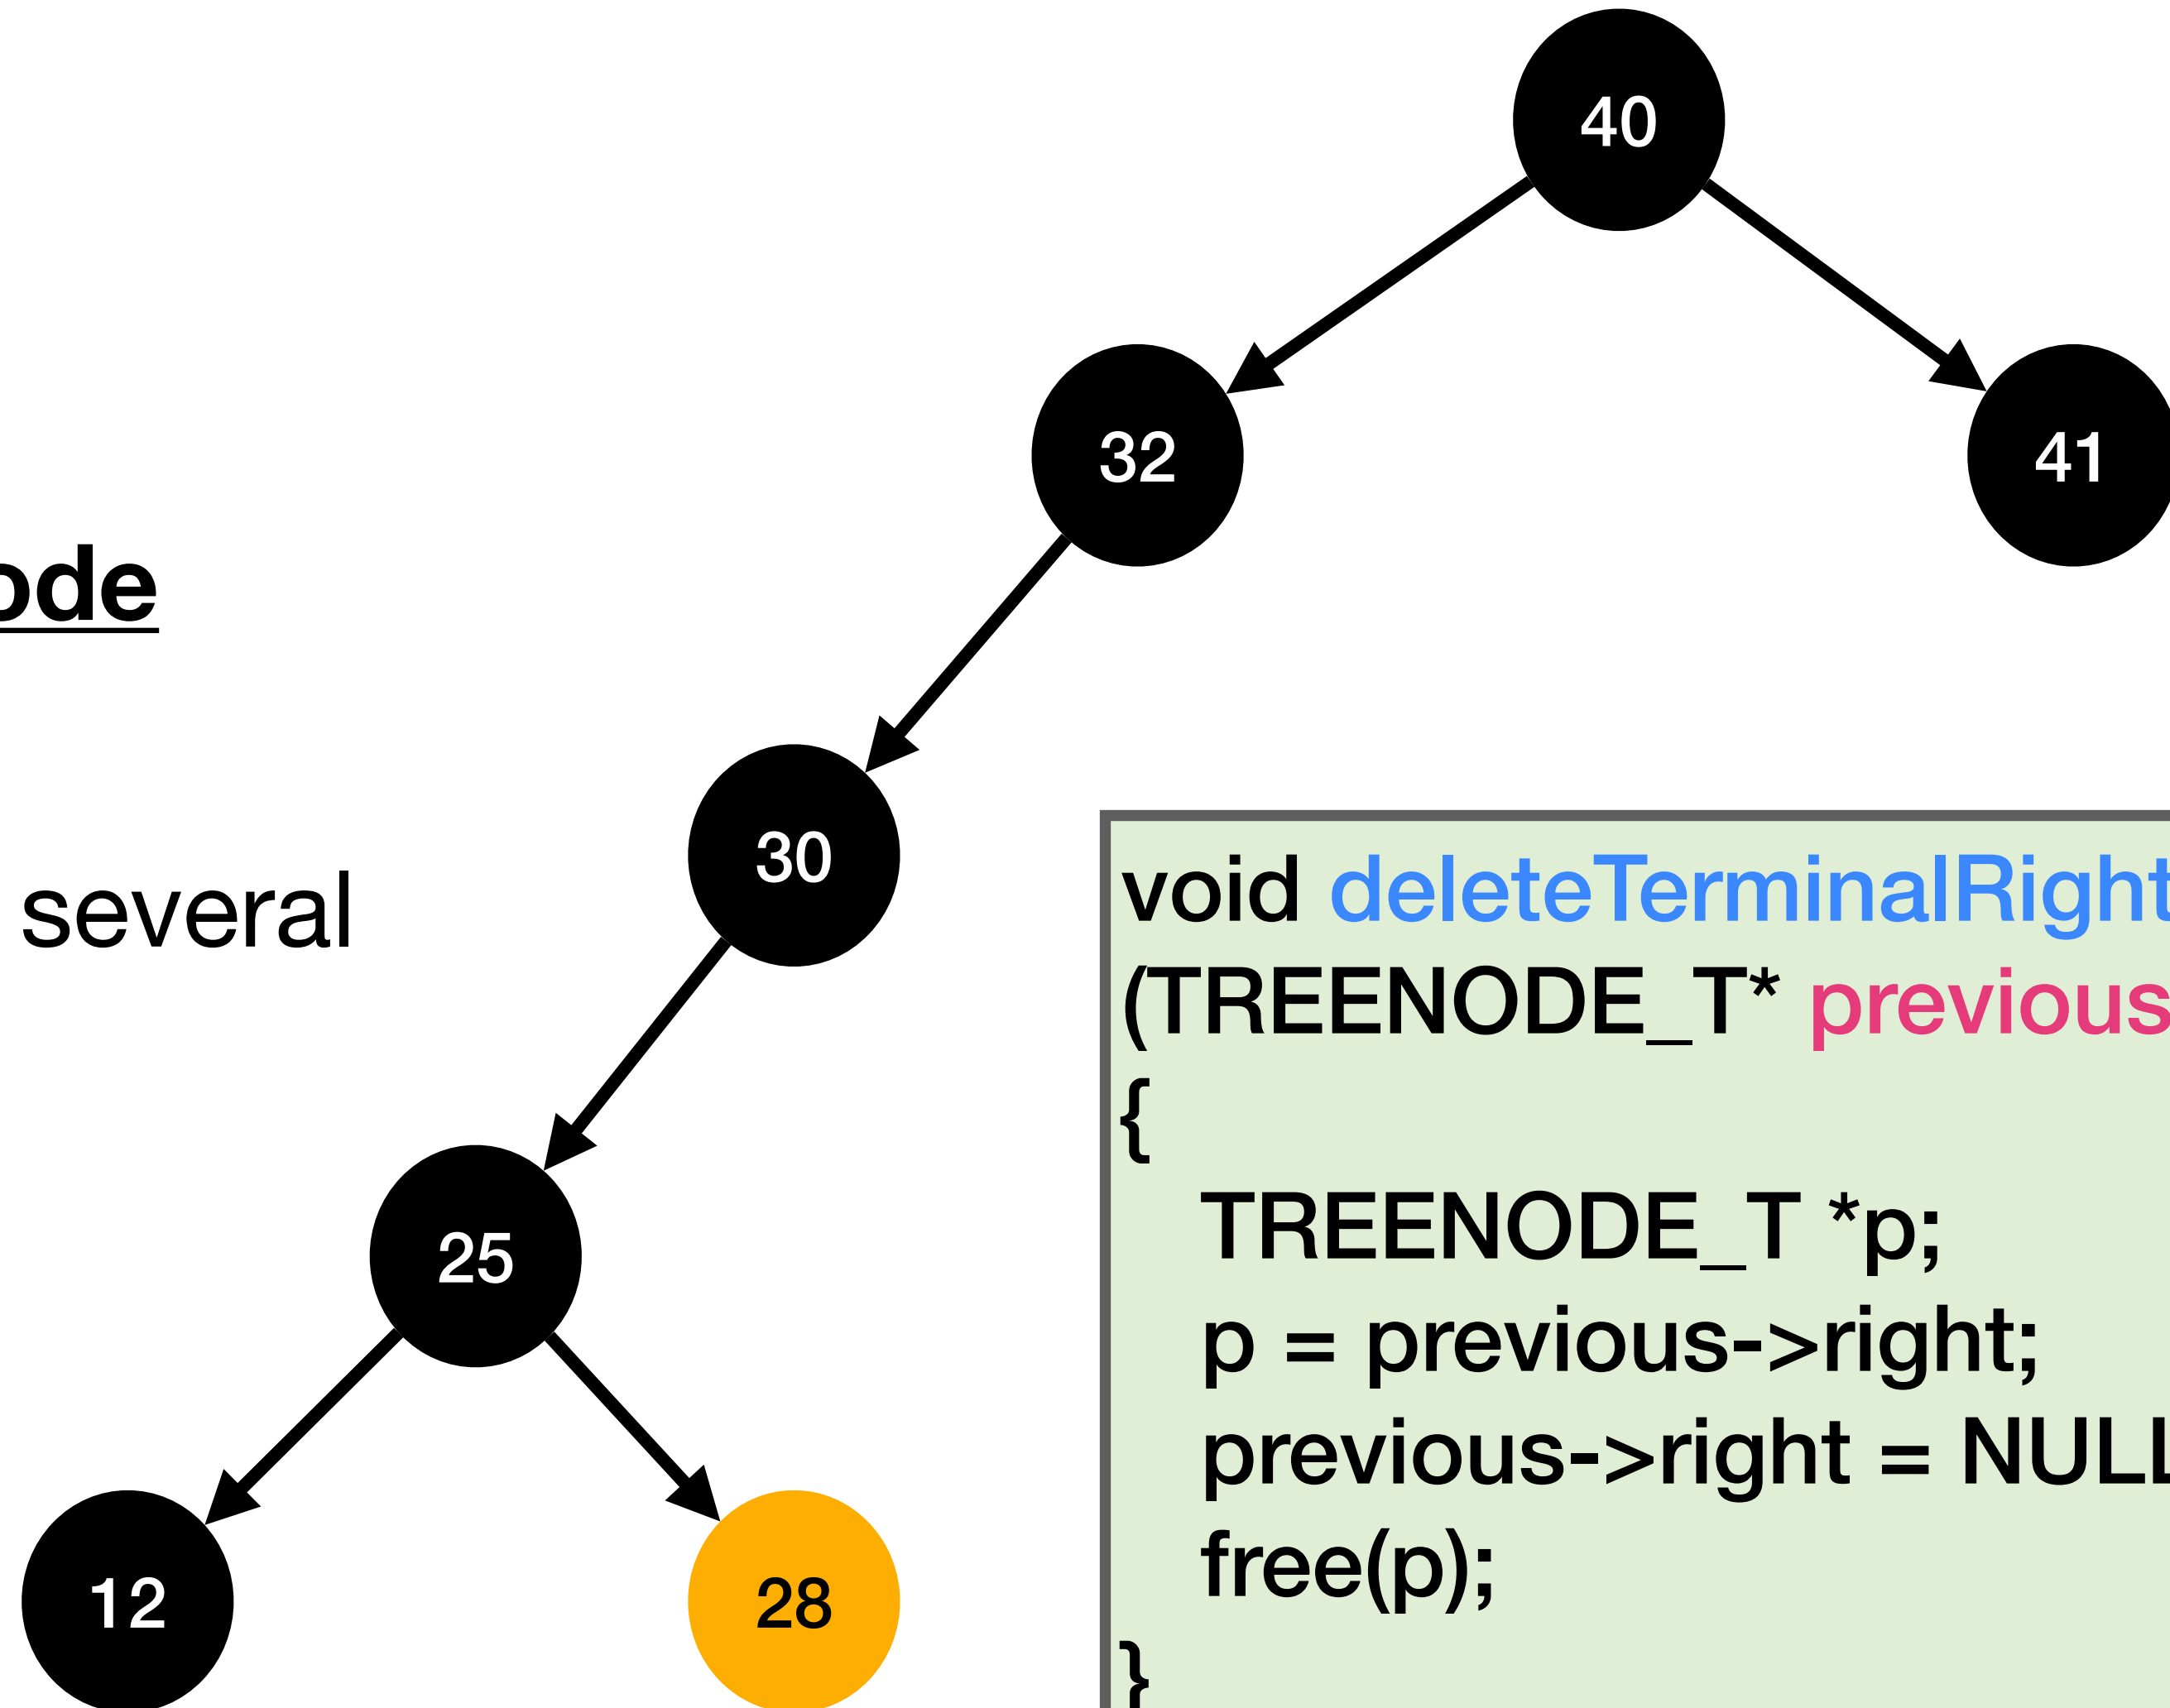 40
32
41
ode
30
several
25
12
28
void deleteTerminalRight
(TREENODE_T* previous
{
TREENODE_T *p;
p = previous->right;
previous->right = NULL
free(p);
}